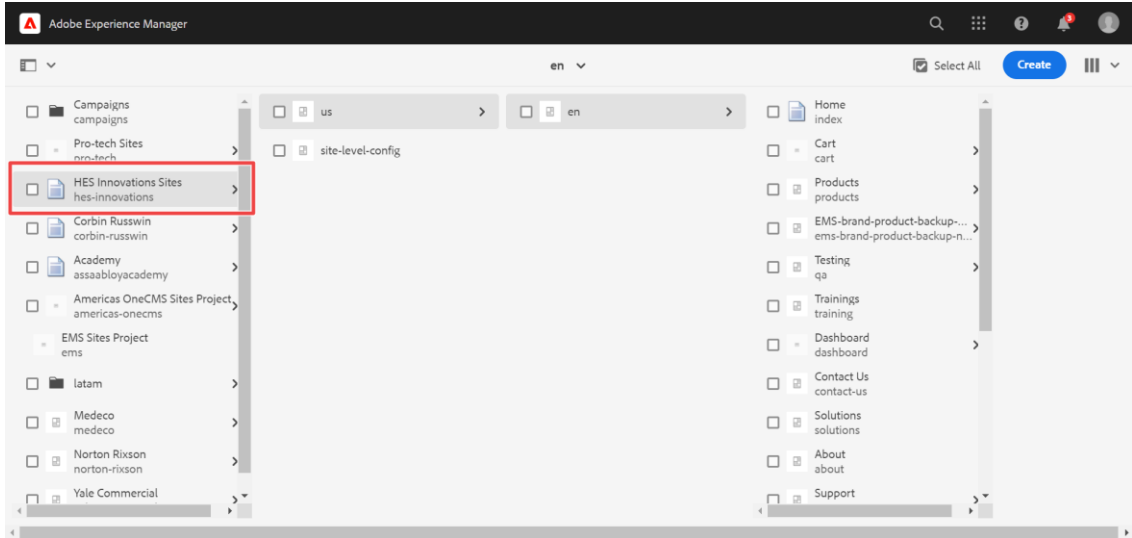 Adobe Experience Manager
3
en
Select All
Create
Campaigns
campaigns
Pro-tech Sites
pro-tech
HES Innovations Sites
hes-innovations
Corbin Russwin
corbin-russwin
Academy
assaabloyacademy
Americas OneCMS Sites Project
americas-onecms
EMS Sites Project
ems
latam
Medeco
medeco
Norton Rixson
norton-rixson
Yale Commercial
us
site-level-config
en
Home
index
Cart
cart
Products
products
EMS-brand-product-backup-...
ems-brand-product-backup-n...
Testing
qa
Trainings
training
Dashboard
dashboard
Contact Us
contact-us
Solutions
solutions
About
about
Support